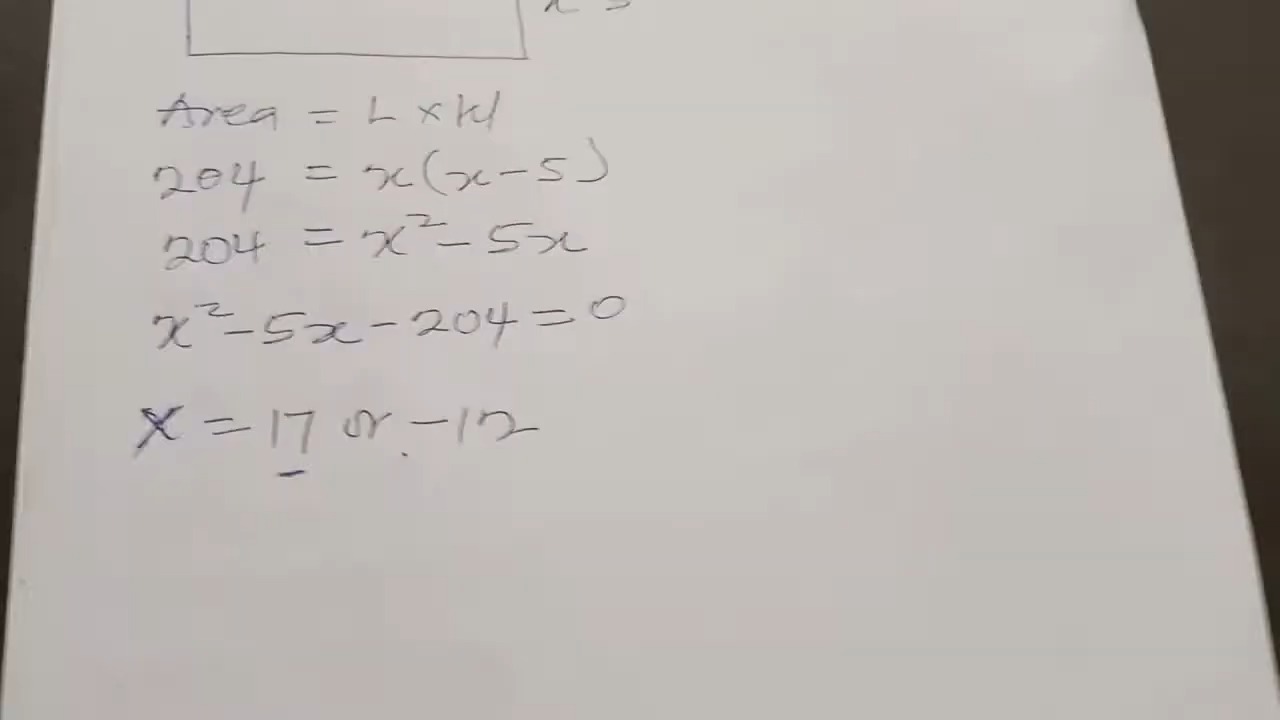 Area = L × W
204 = x(x-5)
204 = x² - 5x
x² - 5x - 204 = 0
x = 17 or -12